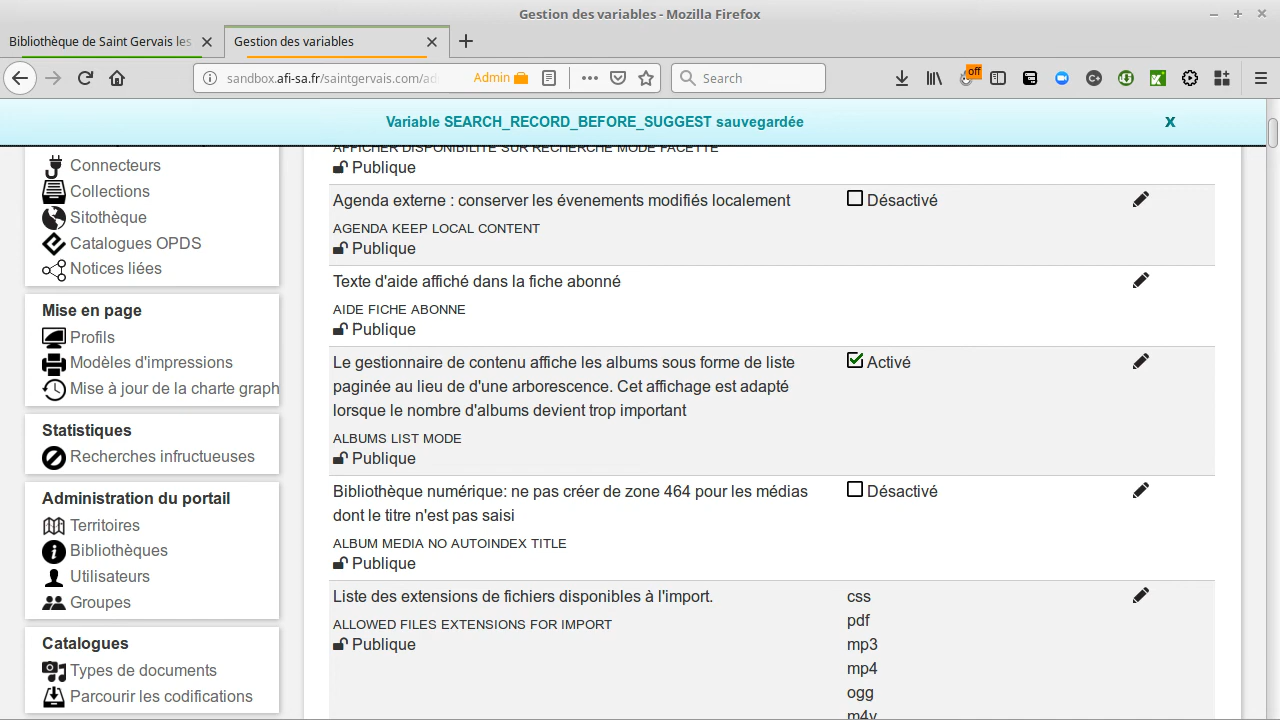 Gestion des variables - Mozilla Firefox
Bibliothèque de Saint Gervais les
Gestion des variables
sandbox.afi-sa.fr/saintgervais.com/ad
Admin
Search
off
Variable SEARCH_RECORD_BEFORE_SUGGEST sauvegardée
x
Connecteurs
Collections
Sitothèque
Catalogues OPDS
Notices liées
Mise en page
Profils
Modèles d'impressions
Mise à jour de la charte graph
Statistiques
Recherches infructueuses
Administration du portail
Territoires
Bibliothèques
Utilisateurs
Groupes
Catalogues
Types de documents
Parcourir les codifications
AFFICHER DISPONIBILITE SUR RECHERCHE MODE FACETTE
Publique
Agenda externe : conserver les évenements modifiés localement
Désactivé
AGENDA KEEP LOCAL CONTENT
Publique
Texte d'aide affiché dans la fiche abonné
AIDE FICHE ABONNE
Publique
Le gestionnaire de contenu affiche les albums sous forme de liste
Activé
paginée au lieu de d'une arborescence. Cet affichage est adapté
lorsque le nombre d'albums devient trop important
ALBUMS LIST MODE
Publique
Bibliothèque numérique: ne pas créer de zone 464 pour les médias
Désactivé
dont le titre n'est pas saisi
ALBUM MEDIA NO AUTOINDEX TITLE
Publique
Liste des extensions de fichiers disponibles à l'import.
ALLOWED FILES EXTENSIONS FOR IMPORT
Publique
css
pdf
mp3
mp4
ogg
m4v